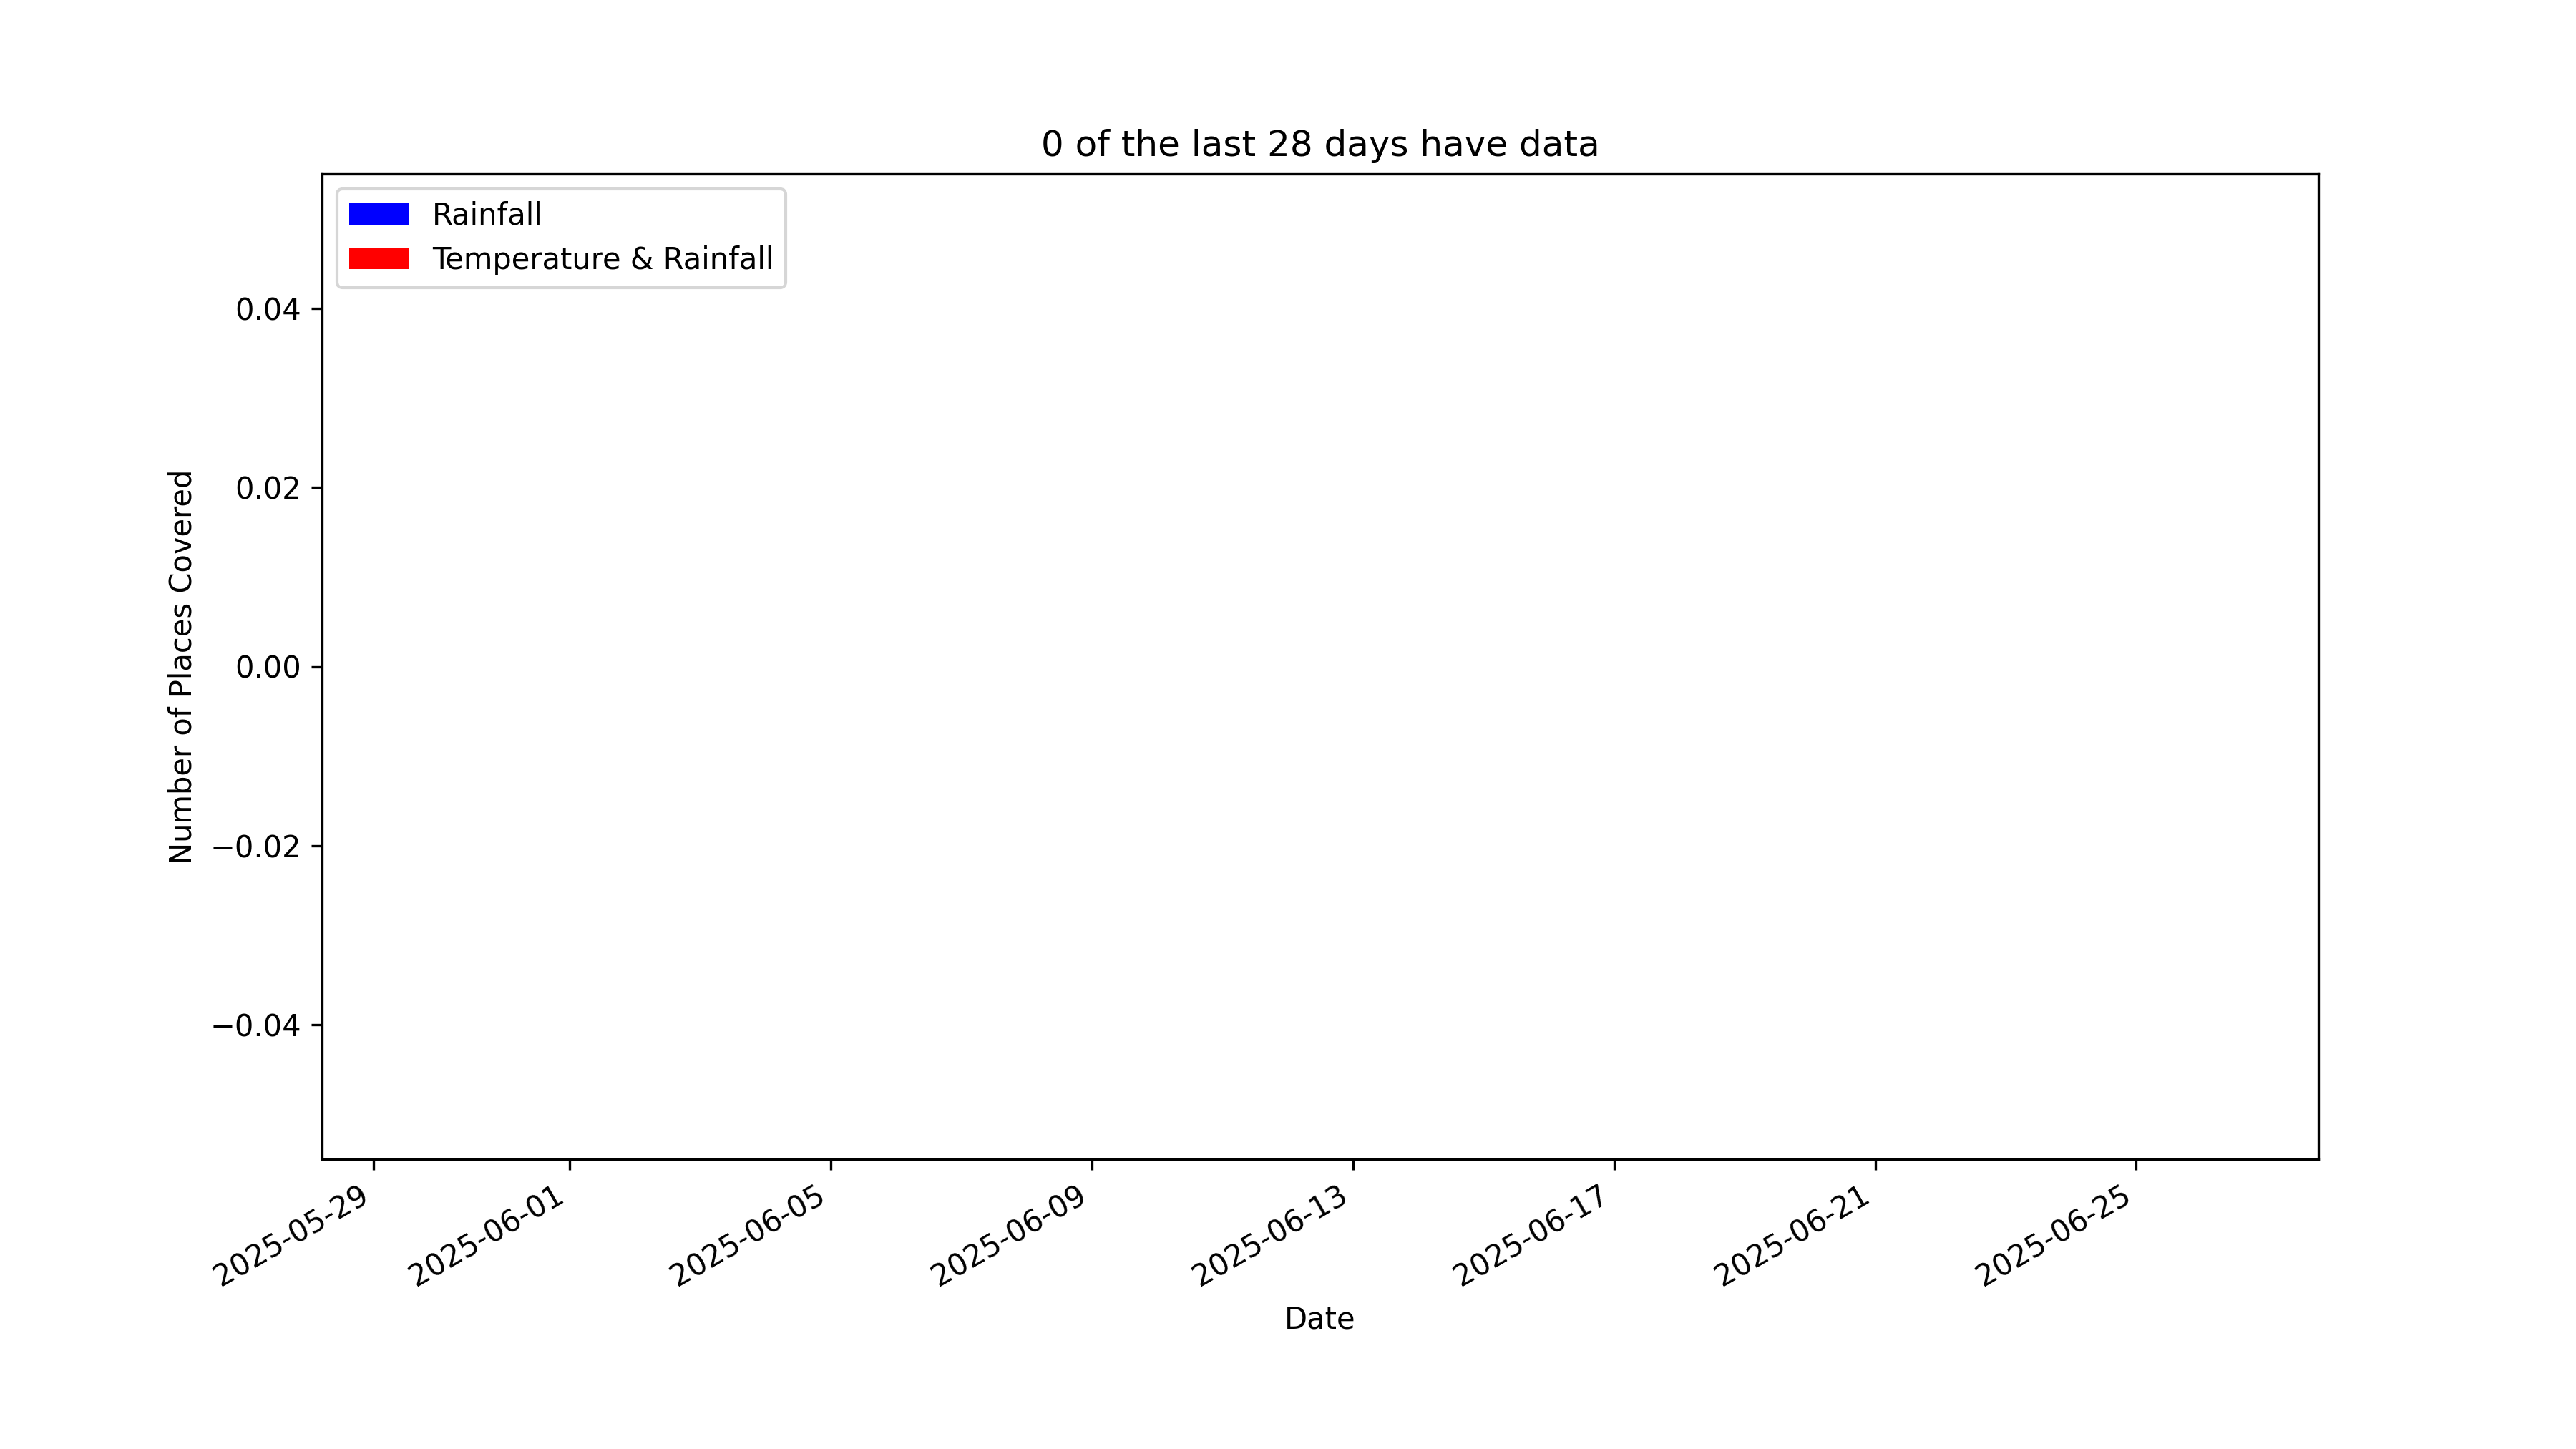 0 of the last 28 days have data
Rainfall
Temperature & Rainfall
0.04
0.02
0.00
−0.02
−0.04
Number of Places Covered
2025-05-29
2025-06-01
2025-06-05
2025-06-09
2025-06-13
2025-06-17
2025-06-21
2025-06-25
Date